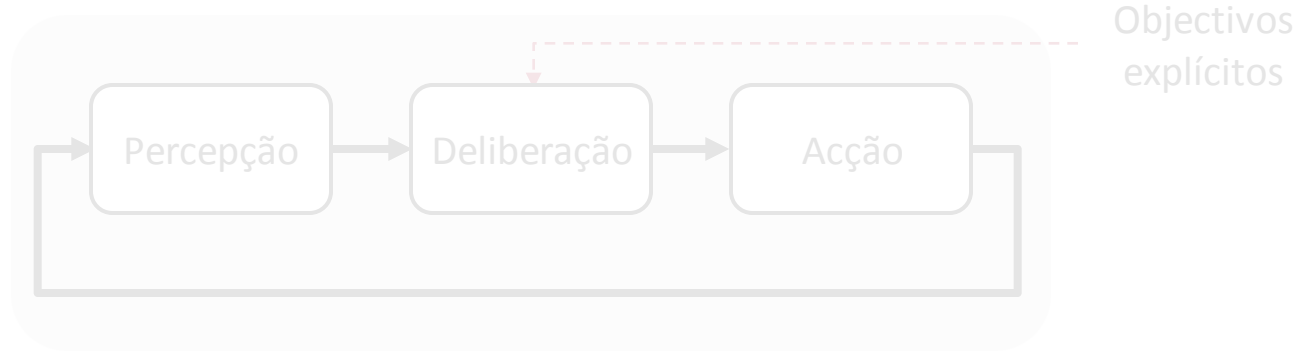 Objectivos
explícitos
Percepção
Deliberação
Acção